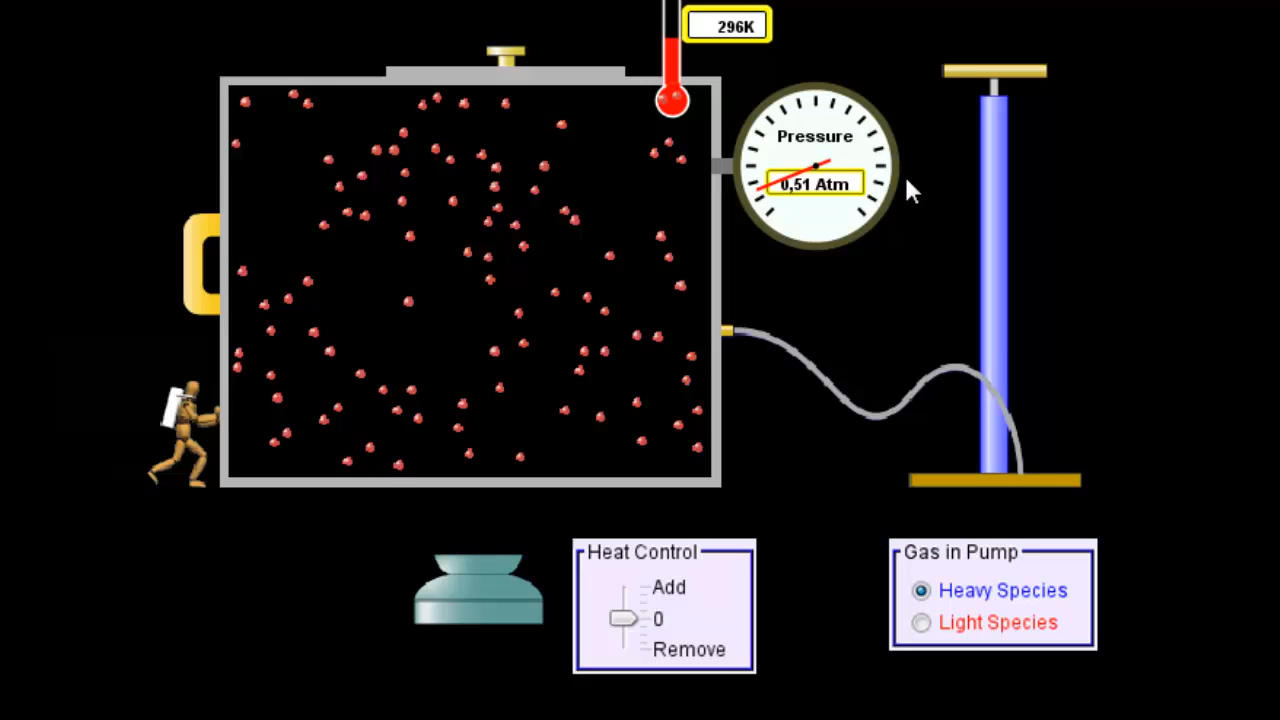 296K
Pressure
0,51 Atm
Heat Control
Add
0
Remove
Gas in Pump
Heavy Species
Light Species